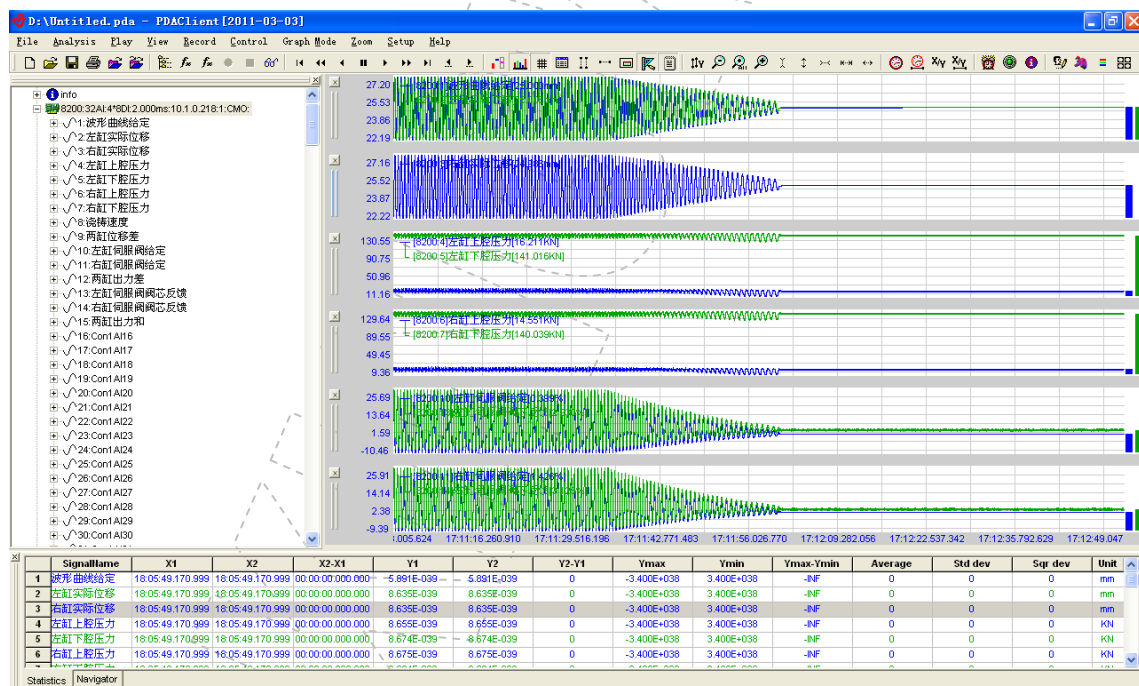 D:\Untitled.pda - PDAClient[2011-03-03]
File Analysis Play View Record Control Graph Mode Zoom Setup Help
info
8200:32AI:4*8DI:2.000ms:10.1.0.218:1:CMO:
1:波形曲线给定
2:左缸实际位移
3:右缸实际位移
4:左缸上腔压力
5:左缸下腔压力
6:右缸上腔压力
7:右缸下腔压力
8:浇铸速度
9:两缸位移差
10:左缸伺服阀给定
11:右缸伺服阀给定
12:两缸出力差
13:左缸伺服阀阀芯反馈
14:右缸伺服阀阀芯反馈
15:两缸出力和
16:Con1 AI16
17:Con1 AI17
18:Con1 AI18
19:Con1 AI19
20:Con1 AI20
21:Con1 AI21
22:Con1 AI22
23:Con1 AI23
24:Con1 AI24
25:Con1 AI25
26:Con1 AI26
27:Con1 AI27
28:Con1 AI28
29:Con1 AI29
30:Con1 AI30
27.20
25.53
23.86
22.19
27.16
25.52
23.87
22.22
130.55
[8200:4]左缸上腔压力[16.211KN]
90.75
[8200:5]左缸下腔压力[141.016KN]
50.96
11.16
129.64
[8200:6]右缸上腔压力[14.551KN]
89.55
[8200:7]右缸下腔压力[140.039KN]
49.45
9.36
25.69
13.64
1.59
-10.46
25.91
14.14
2.38
-9.39
:.005.624 17:11:16.260.910 17:11:29.516.196 17:11:42.771.483 17:11:56.026.770 17:12:09.282.056 17:12:22.537.342 17:12:35.792.629 17:12:49.047
SignalName X1 X2 X2-X1 Y1 Y2 Y2-Y1 Ymax Ymin Ymax-Ymin Average Std dev Sqr dev Unit
1 波形曲线给定 18:05:49.170.999 18:05:49.170.999 00:00:00.000.000 -5.891E-039 -5.891E-039 0 -3.400E+038 3.400E+038 -INF 0 0 0 mm
2 左缸实际位移 18:05:49.170.999 18:05:49.170.999 00:00:00.000.000 8.635E-039 8.635E-039 0 -3.400E+038 3.400E+038 -INF 0 0 0 mm
3 右缸实际位移 18:05:49.170.999 18:05:49.170.999 00:00:00.000.000 8.635E-039 8.635E-039 0 -3.400E+038 3.400E+038 -INF 0 0 0 mm
4 左缸上腔压力 18:05:49.170.999 18:05:49.170.999 00:00:00.000.000 8.655E-039 8.655E-039 0 -3.400E+038 3.400E+038 -INF 0 0 0 KN
5 左缸下腔压力 18:05:49.170.999 18:05:49.170.999 00:00:00.000.000 8.674E-039 8.674E-039 0 -3.400E+038 3.400E+038 -INF 0 0 0 KN
6 右缸上腔压力 18:05:49.170.999 18:05:49.170.999 00:00:00.000.000 8.675E-039 8.675E-039 0 -3.400E+038 3.400E+038 -INF 0 0 0 KN
Statistics Navigator